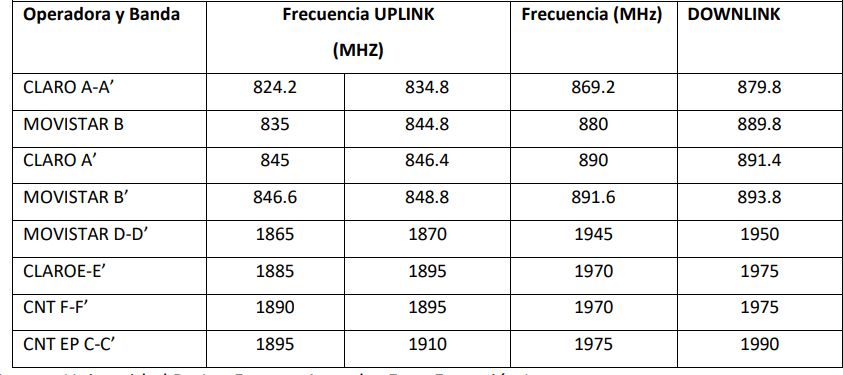 Operadora y Banda Frecuencia UPLINK (MHZ) Frecuencia (MHz) DOWNLINK
CLARO A-A’ 824.2 834.8 869.2 879.8
MOVISTAR B 835 844.8 880 889.8
CLARO A’ 845 846.4 890 891.4
MOVISTAR B’ 846.6 848.8 891.6 893.8
MOVISTAR D-D’ 1865 1870 1945 1950
CLAROE-E’ 1885 1895 1970 1975
CNT F-F’ 1890 1895 1970 1975
CNT EP C-C’ 1895 1910 1975 1990